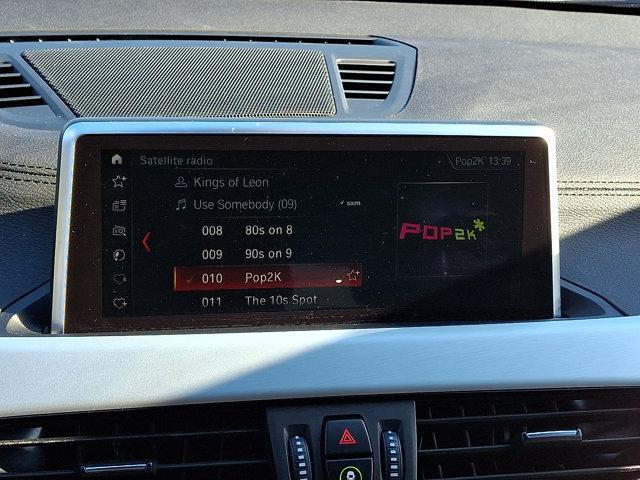 Satellite radio Pop2K 13:39
Kings of Leon
Use Somebody (09) sxm
008 80s on 8
009 90s on 9
010 Pop2K
011 The 10s Spot
POP2K*